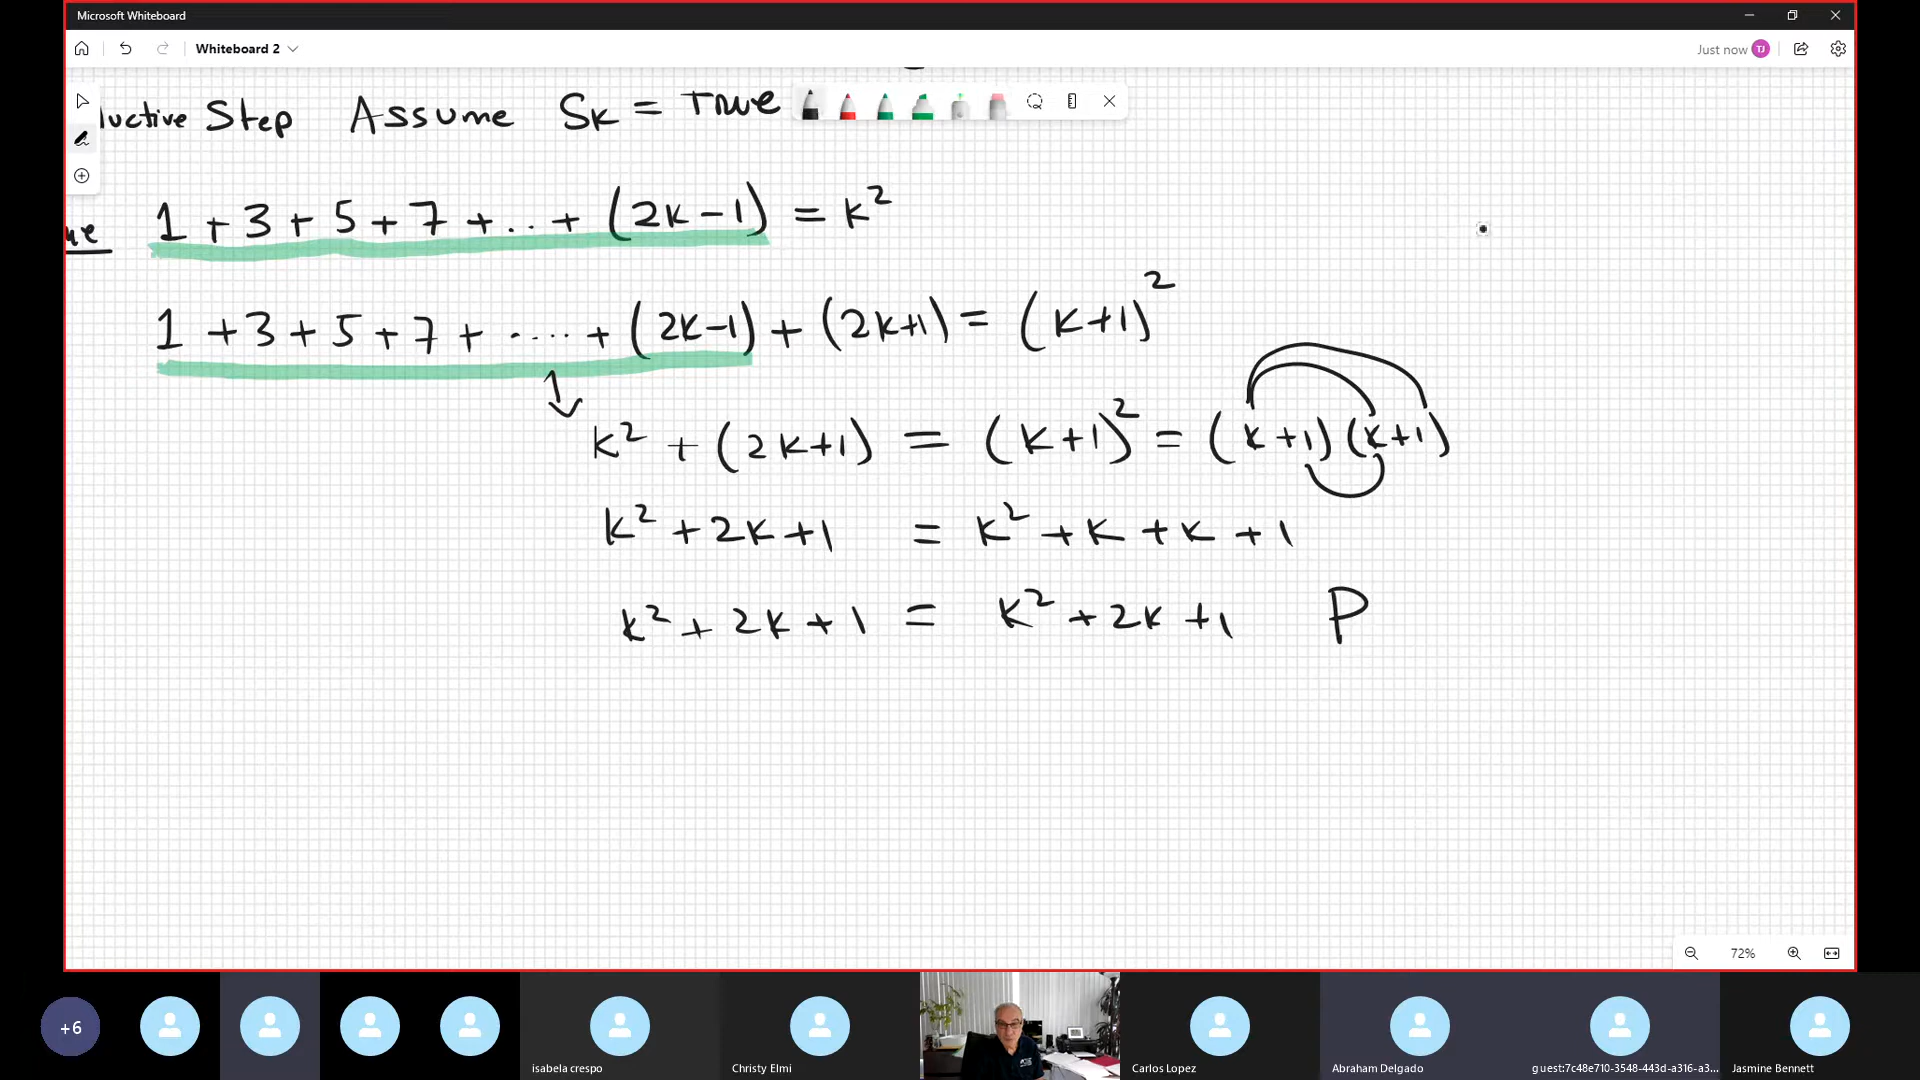 Microsoft Whiteboard
Whiteboard 2
Just now TJ
uctive Step Assume Sk = True
1 + 3 + 5 + 7 + .. + (2k-1) = k²
ue
1 + 3 + 5 + 7 + ..... + (2k-1) + (2k+1) = (k+1)²
k² + (2k+1) = (k+1)² = (k+1)(k+1)
k² + 2k + 1 = k² + k + k + 1
k² + 2k + 1 = k² + 2k + 1 P
72%
+6
isabela crespo
Christy Elmi
Carlos Lopez
Abraham Delgado
guest:7c48e710-3548-443d-a316-a3...
Jasmine Bennett